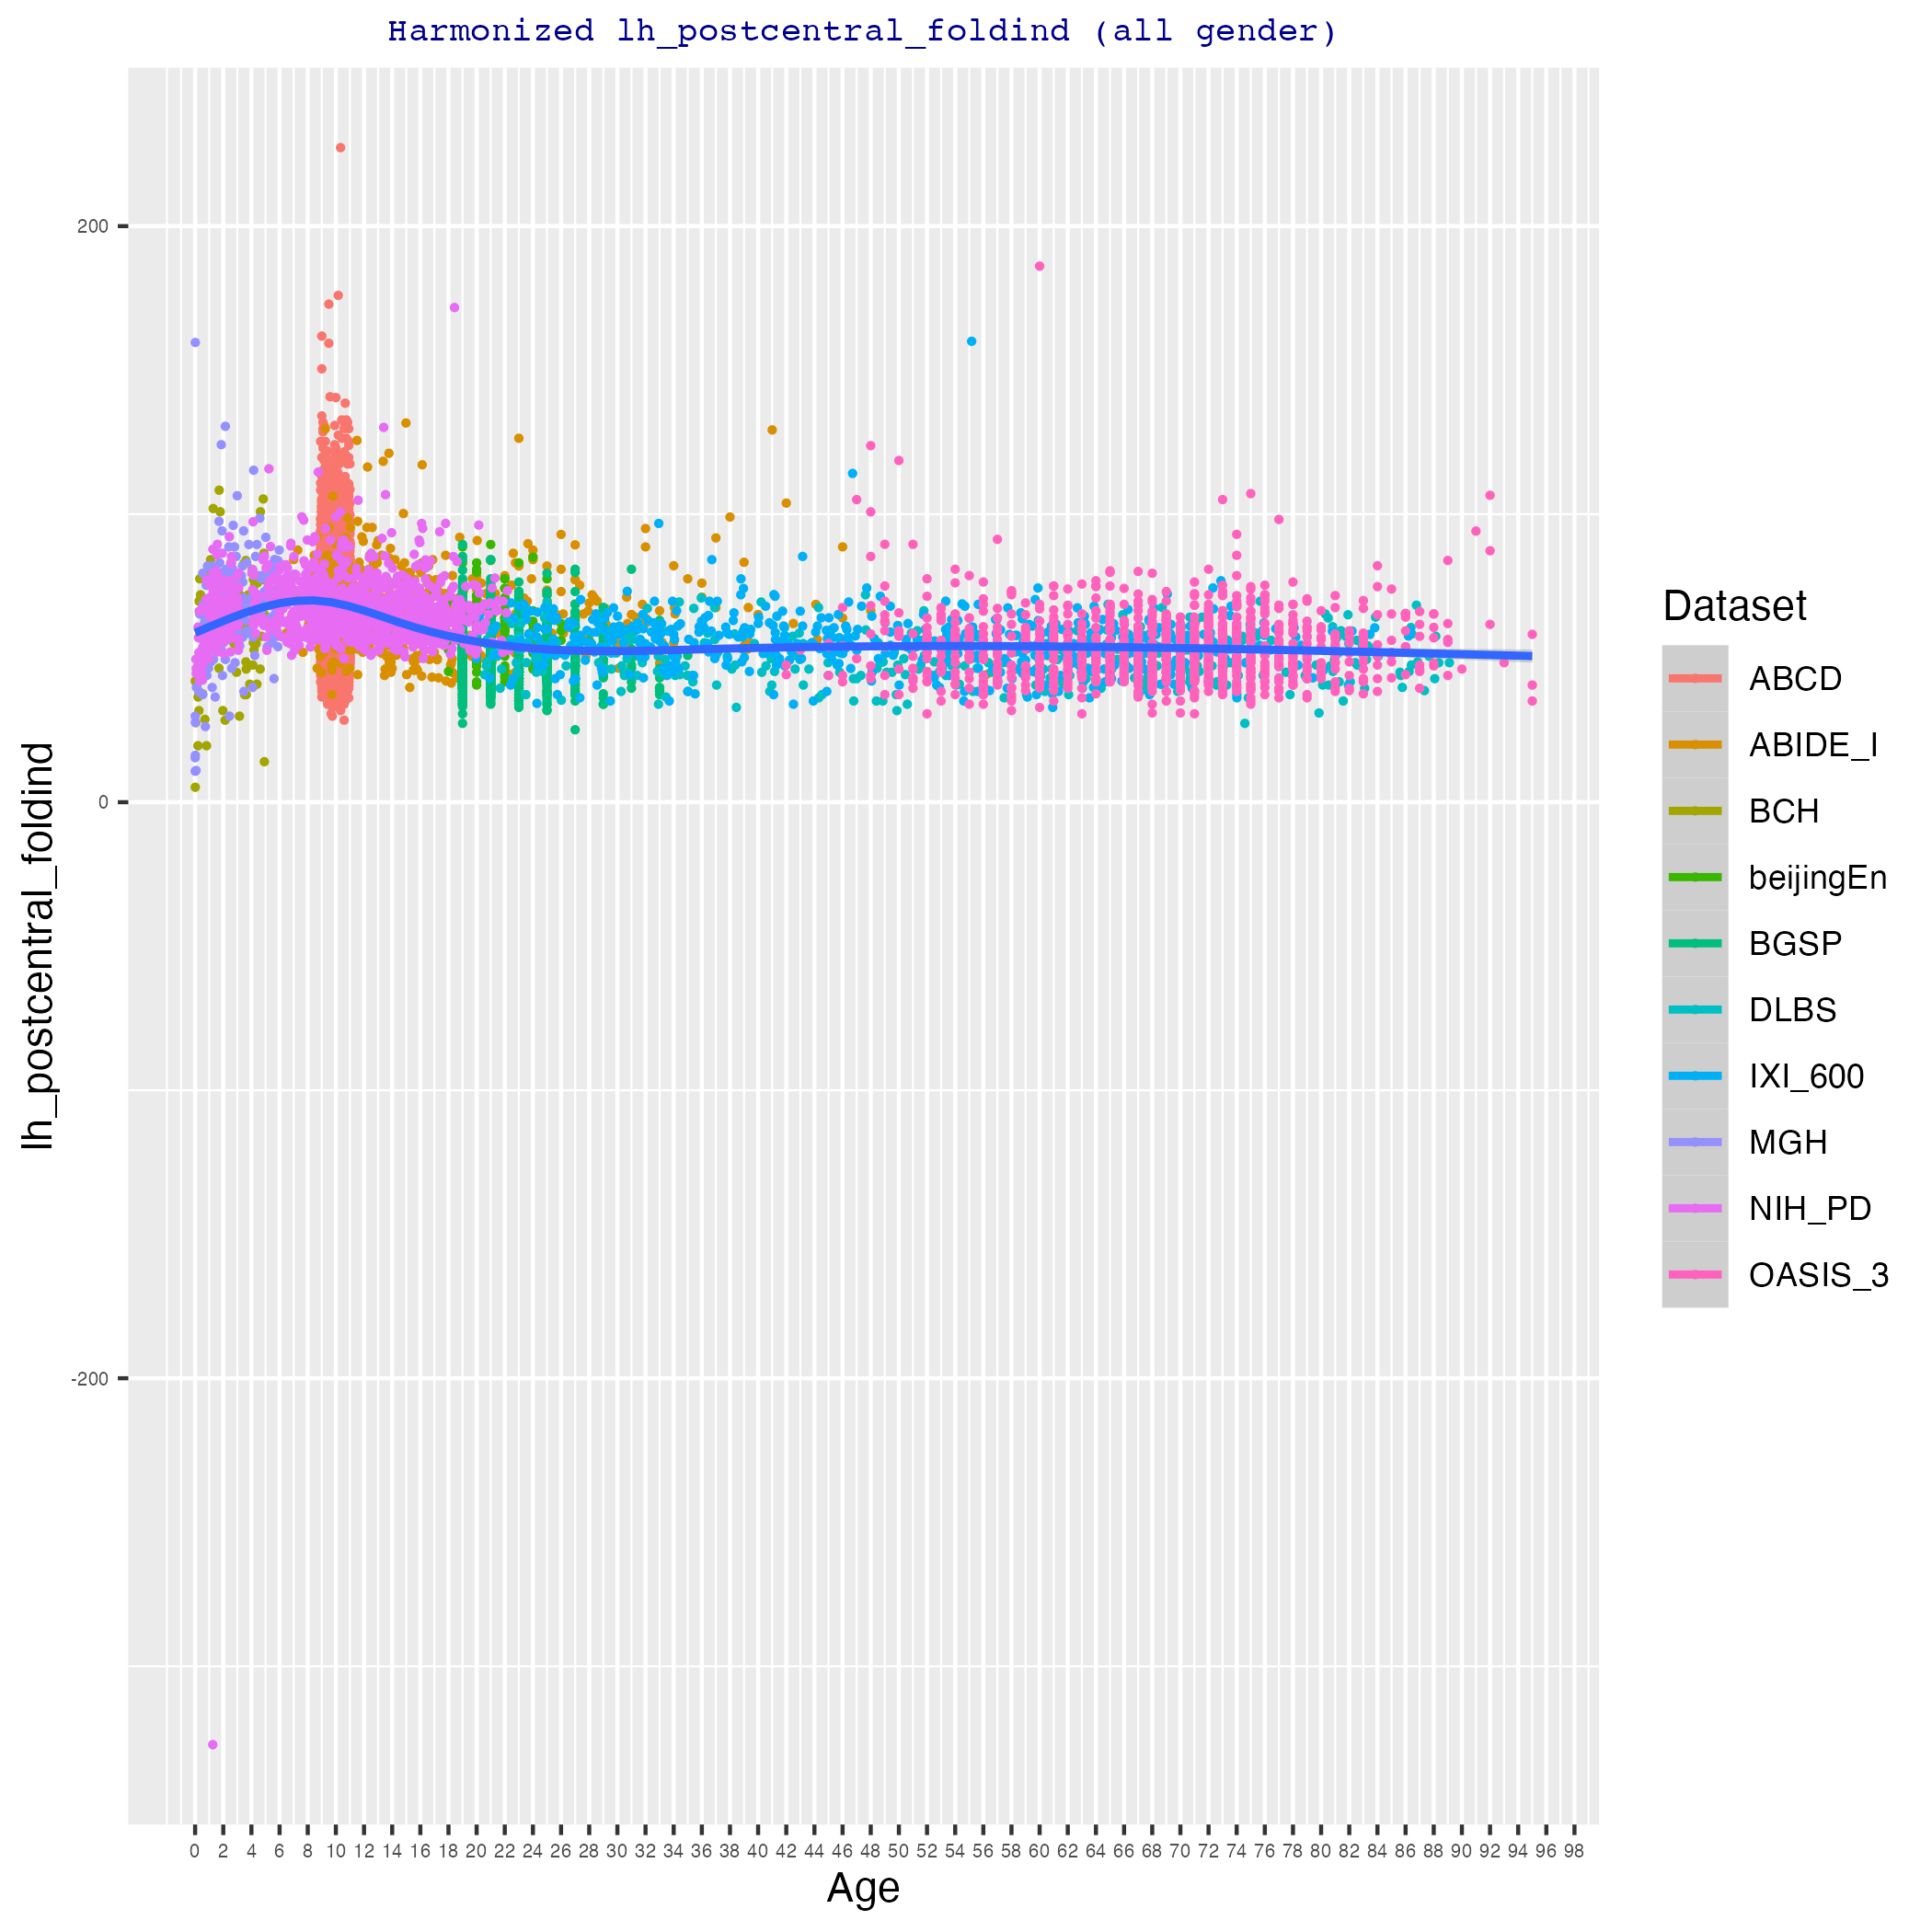 Harmonized lh_postcentral_foldind (all gender)
lh_postcentral_foldind
200
0
-200
0 2 4 6 8 10 12 14 16 18 20 22 24 26 28 30 32 34 36 38 40 42 44 46 48 50 52 54 56 58 60 62 64 66 68 70 72 74 76 78 80 82 84 86 88 90 92 94 96 98
Age
Dataset
ABCD
ABIDE_I
BCH
beijingEn
BGSP
DLBS
IXI_600
MGH
NIH_PD
OASIS_3